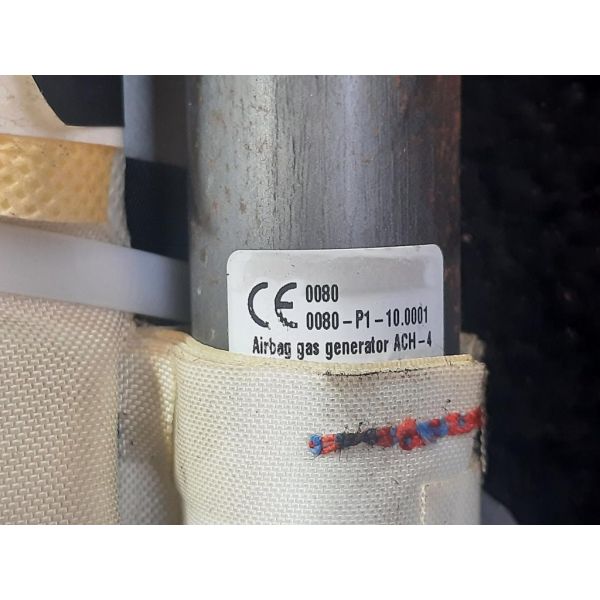 CE 0080
0080-P1-10.0001
Airbag gas generator ACH-4